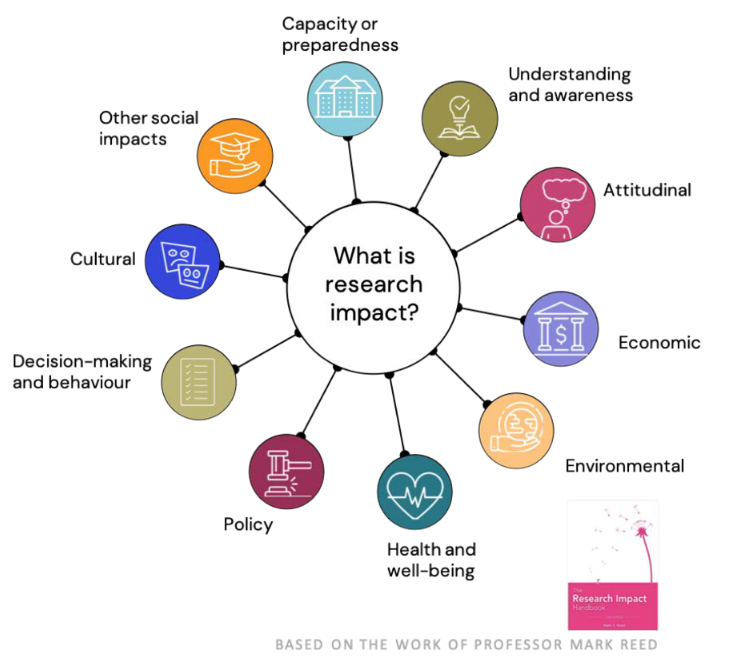 Capacity or
preparedness
Understanding
and awareness
Other social
impacts
Attitudinal
Cultural
What is
research
impact?
Economic
Decision-making
and behaviour
Environmental
Policy
Health and
well-being
The
Research Impact
Handbook
BASED ON THE WORK OF PROFESSOR MARK REED